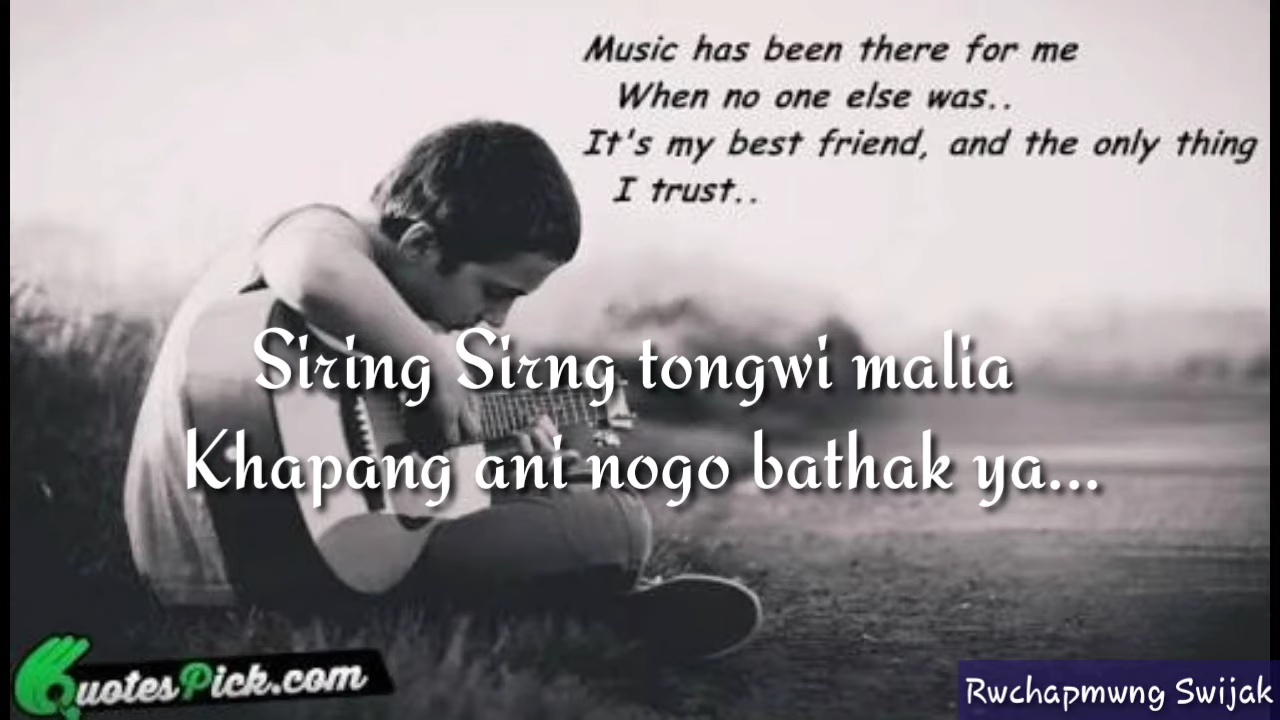 Music has been there for me
When no one else was..
It's my best friend, and the only thing
I trust..
Siring Sirng tongwi malia
Khapang ani nogo bathak ya...
QuotesPick.com
Rwchapmwng Swijak